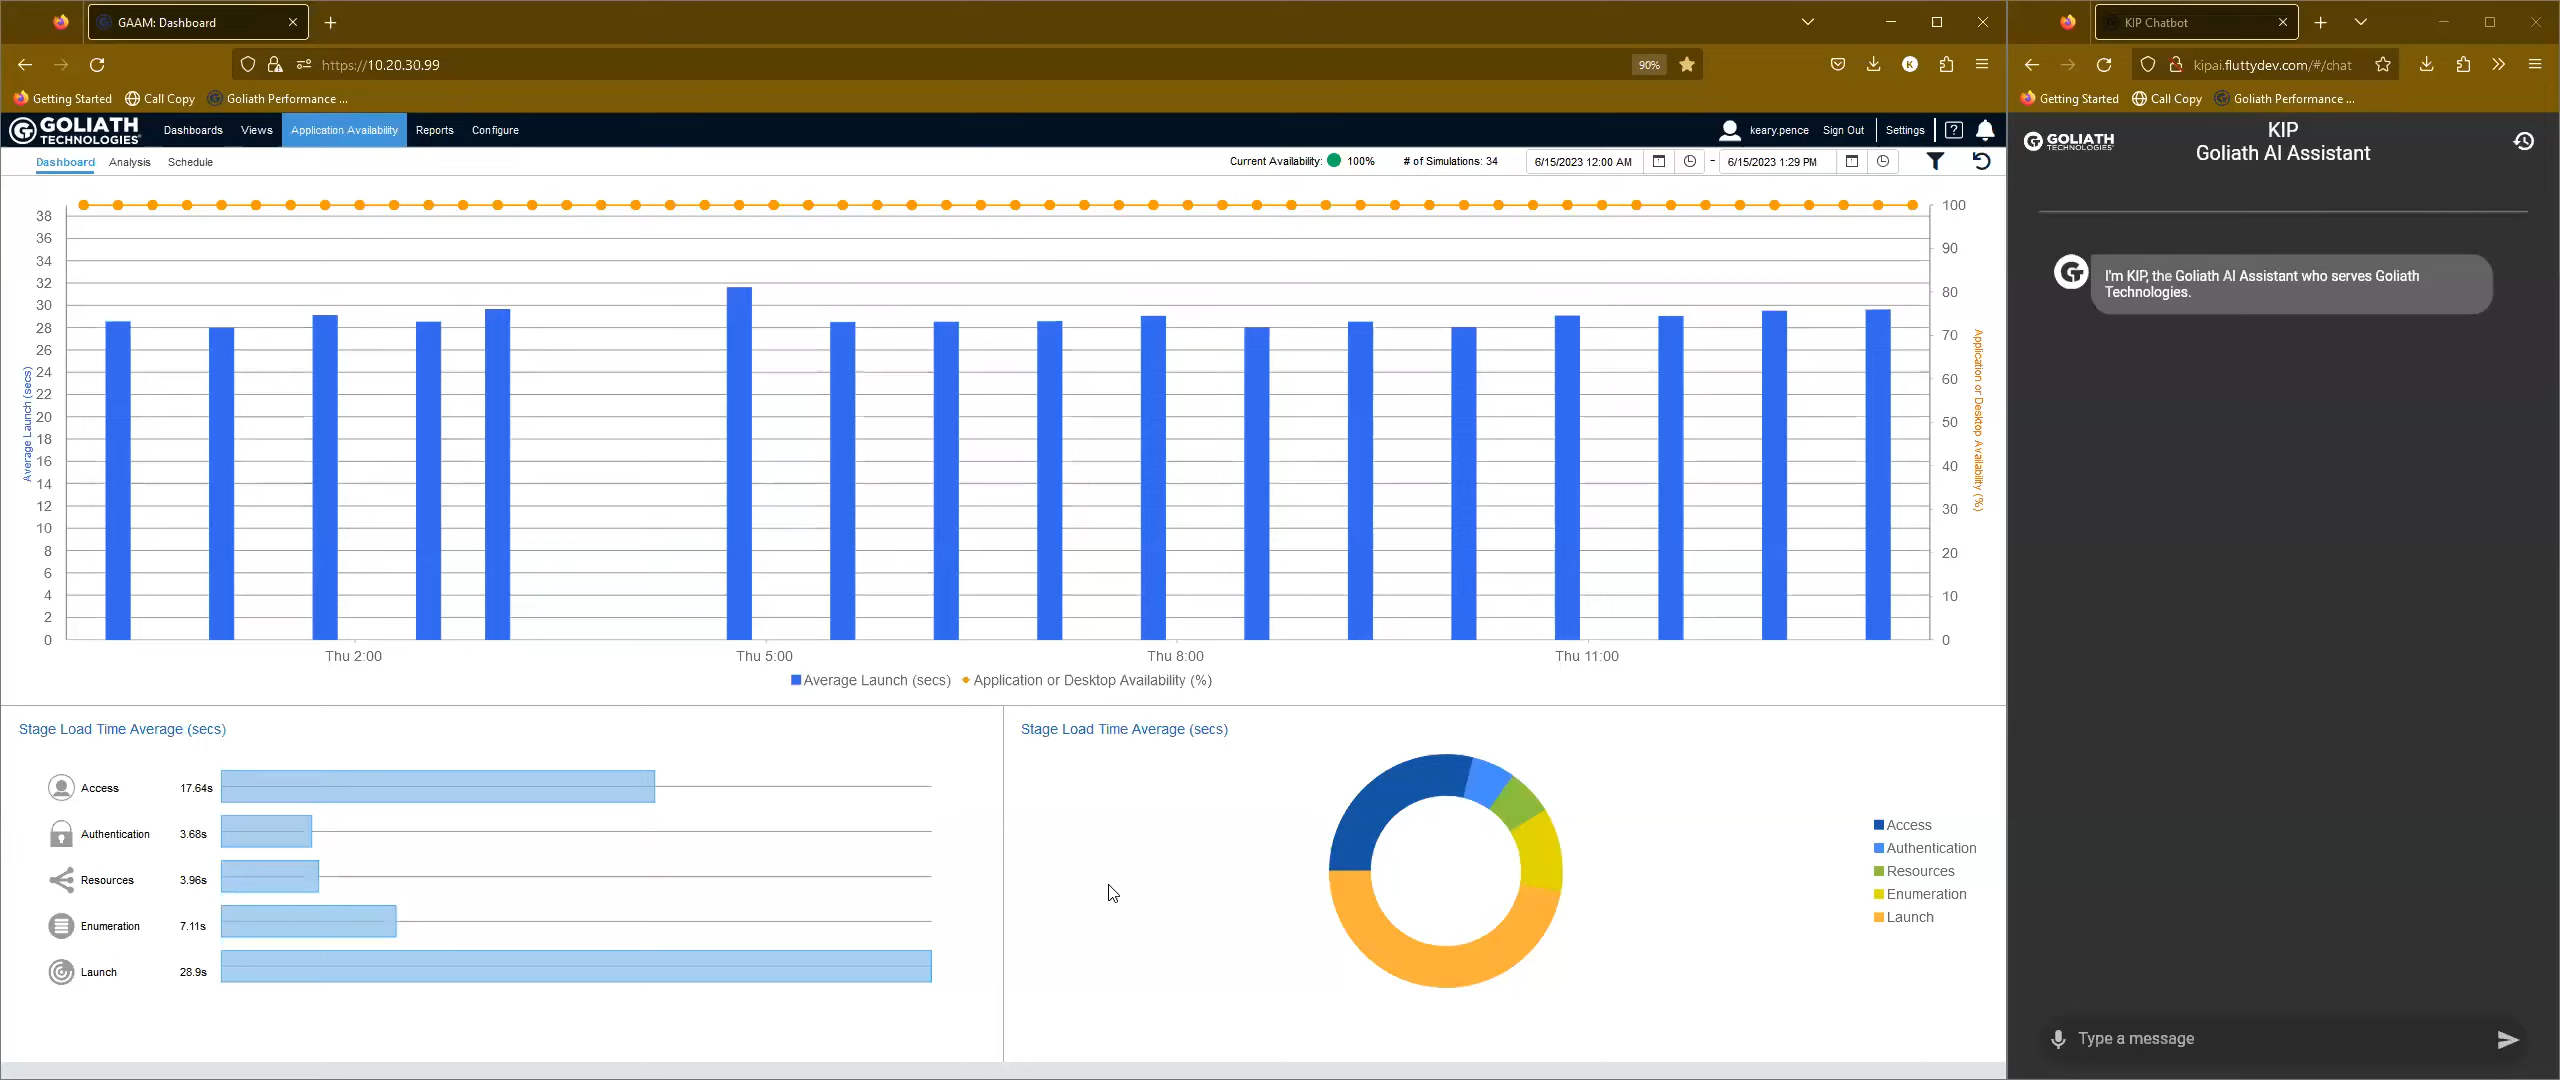 GAAM: Dashboard
KIP Chatbot
https://10.20.30.99
90%
K
kipai.fluttydev.com/#/chat
Getting Started
Call Copy
Goliath Performance ...
Getting Started
Call Copy
Goliath Performance ...
GOLIATH
TECHNOLOGIES
Dashboards
Views
Application Availability
Reports
Configure
keary.pence
Sign Out
Settings
?
Dashboard
Analysis
Schedule
Current Availability:
100%
# of Simulations: 34
6/15/2023 12:00 AM
-
6/15/2023 1:29 PM
38
36
34
32
30
28
26
24
22
20
18
16
14
12
10
8
6
4
2
0
Average Launch (secs)
100
90
80
70
60
50
40
30
20
10
0
Application or Desktop Availability (%)
Thu 2:00
Thu 5:00
Thu 8:00
Thu 11:00
Average Launch (secs)
Application or Desktop Availability (%)
Stage Load Time Average (secs)
Access 17.64s
Authentication 3.68s
Resources 3.96s
Enumeration 7.11s
Launch 28.9s
Stage Load Time Average (secs)
Access
Authentication
Resources
Enumeration
Launch
GOLIATH
TECHNOLOGIES
KIP
Goliath AI Assistant
I'm KIP, the Goliath AI Assistant who serves Goliath
Technologies.
Type a message